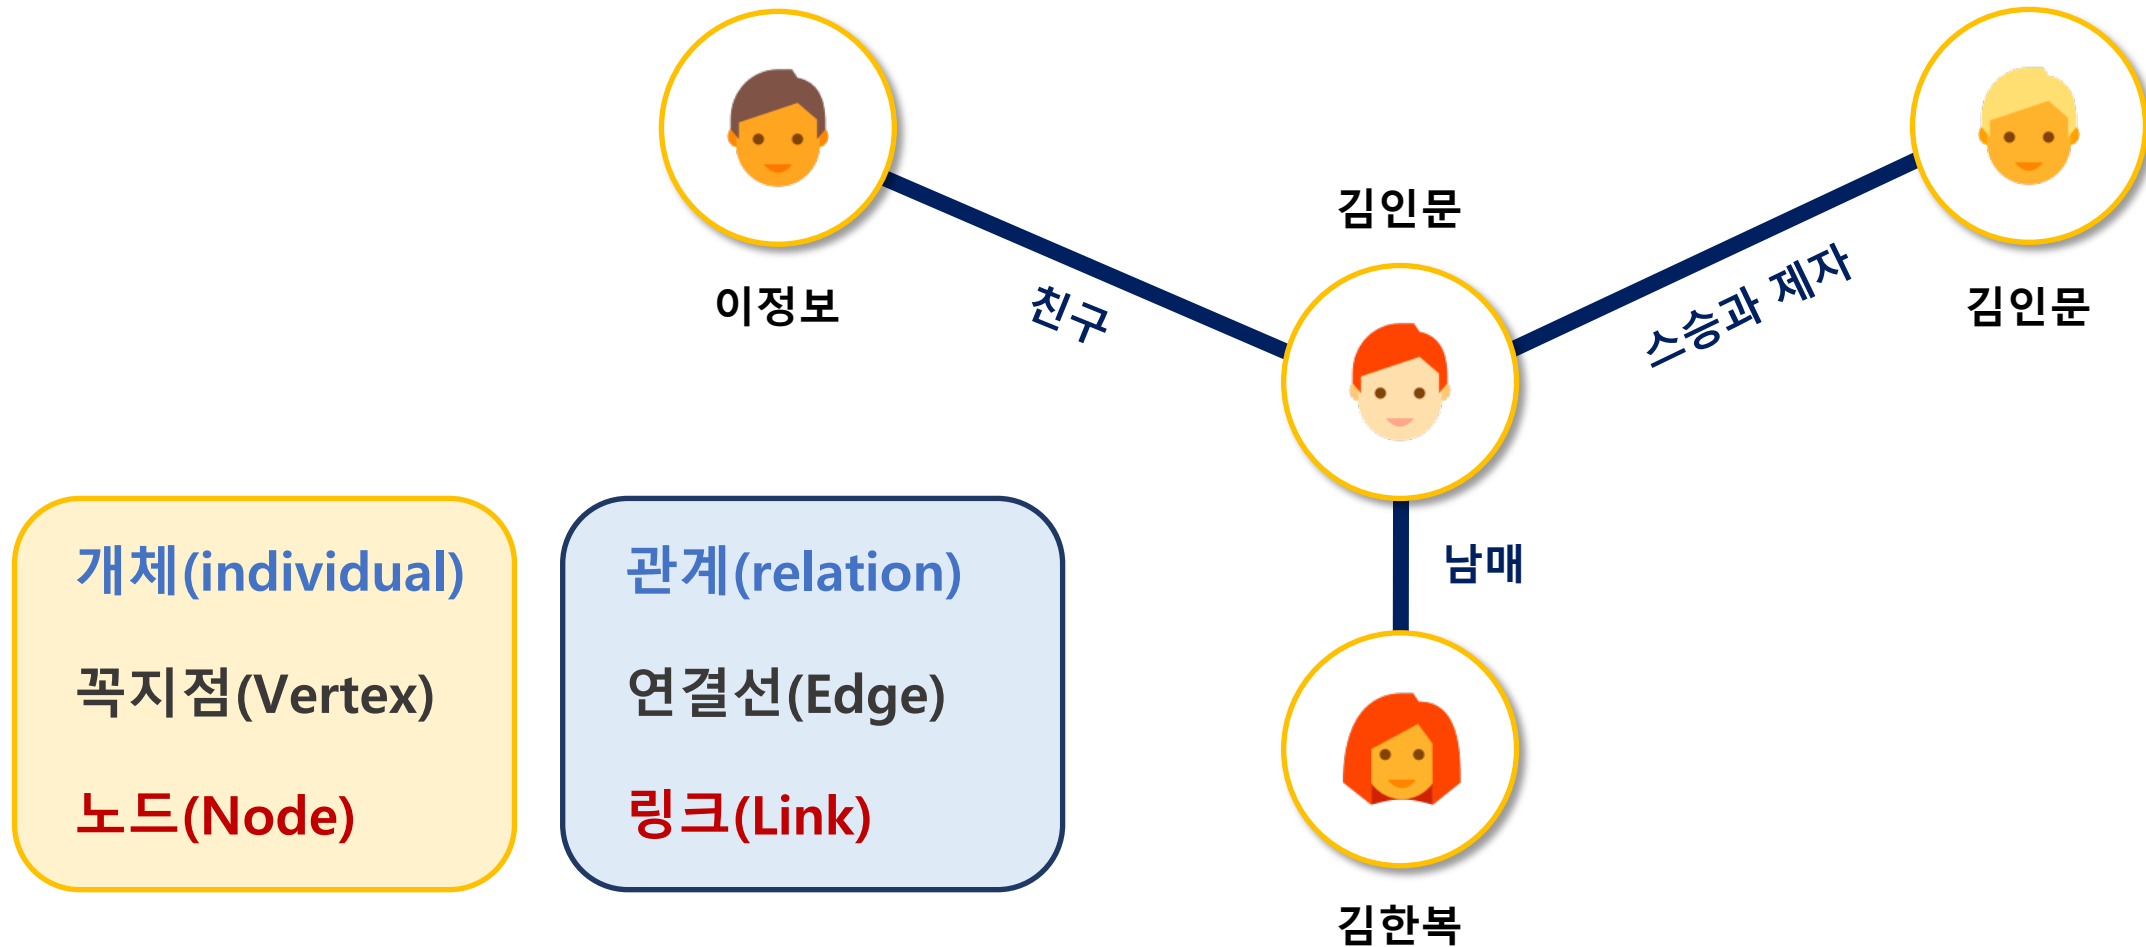 김인문
이정보
친구
스승과 제자
김인문
개체(individual)
꼭지점(Vertex)
노드(Node)
관계(relation)
연결선(Edge)
링크(Link)
남매
김한복